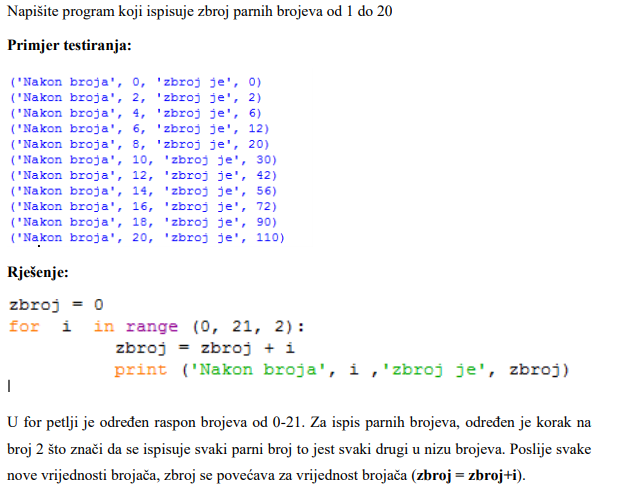 Napišite program koji ispisuje zbroj parnih brojeva od 1 do 20
Primjer testiranja:
('Nakon broja', 0, 'zbroj je', 0)
('Nakon broja', 2, 'zbroj je', 2)
('Nakon broja', 4, 'zbroj je', 6)
('Nakon broja', 6, 'zbroj je', 12)
('Nakon broja', 8, 'zbroj je', 20)
('Nakon broja', 10, 'zbroj je', 30)
('Nakon broja', 12, 'zbroj je', 42)
('Nakon broja', 14, 'zbroj je', 56)
('Nakon broja', 16, 'zbroj je', 72)
('Nakon broja', 18, 'zbroj je', 90)
('Nakon broja', 20, 'zbroj je', 110)
Rješenje:
zbroj = 0
for i in range (0, 21, 2):
zbroj = zbroj + i
print ('Nakon broja', i ,'zbroj je', zbroj)
U for petlji je određen raspon brojeva od 0-21. Za ispis parnih brojeva, određen je korak na
broj 2 što znači da se ispisuje svaki parni broj to jest svaki drugi u nizu brojeva. Poslije svake
nove vrijednosti brojača, zbroj se povećava za vrijednost brojača (zbroj = zbroj+i).